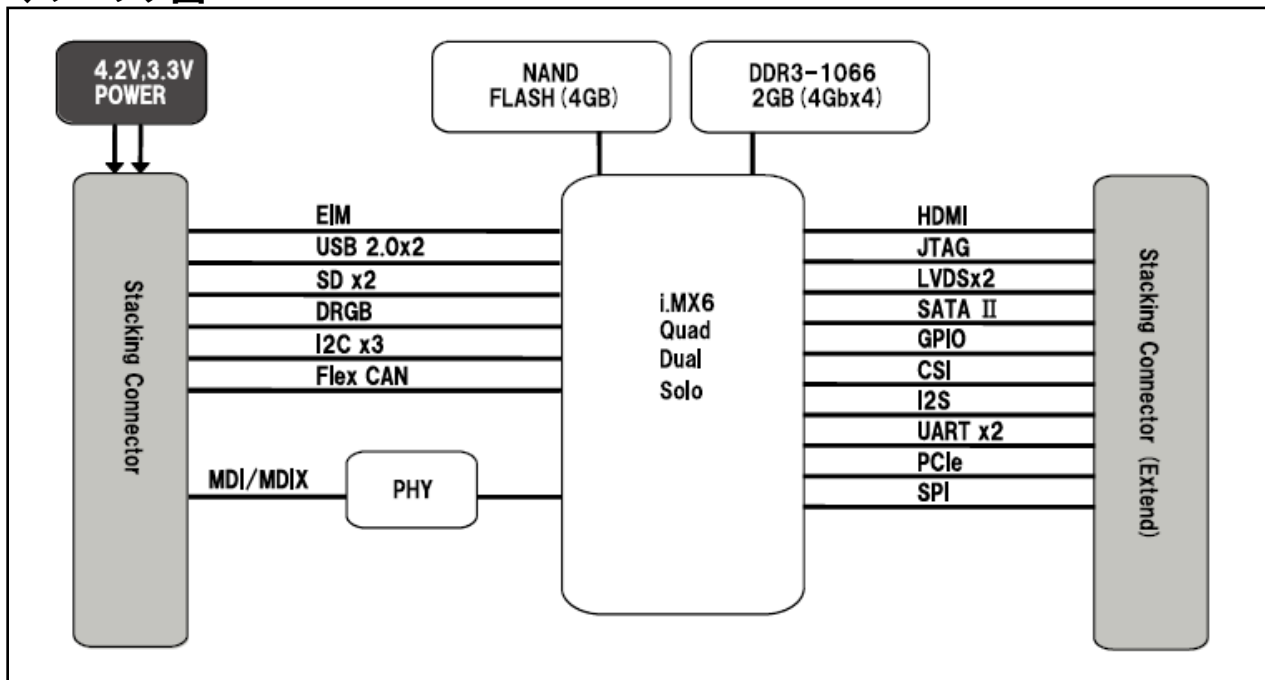 4.2V,3.3V
POWER
NAND
FLASH(4GB)
DDR3-1066
2GB(4Gbx4)
Stacking Connector
EIM
USB 2.0x2
SD x2
DRGB
I2C x3
Flex CAN
MDI/MDIX
PHY
i.MX6
Quad
Dual
Solo
HDMI
JTAG
LVDSx2
SATA Ⅱ
GPIO
CSI
I2S
UART x2
PCIe
SPI
Stacking Connector (Extend)